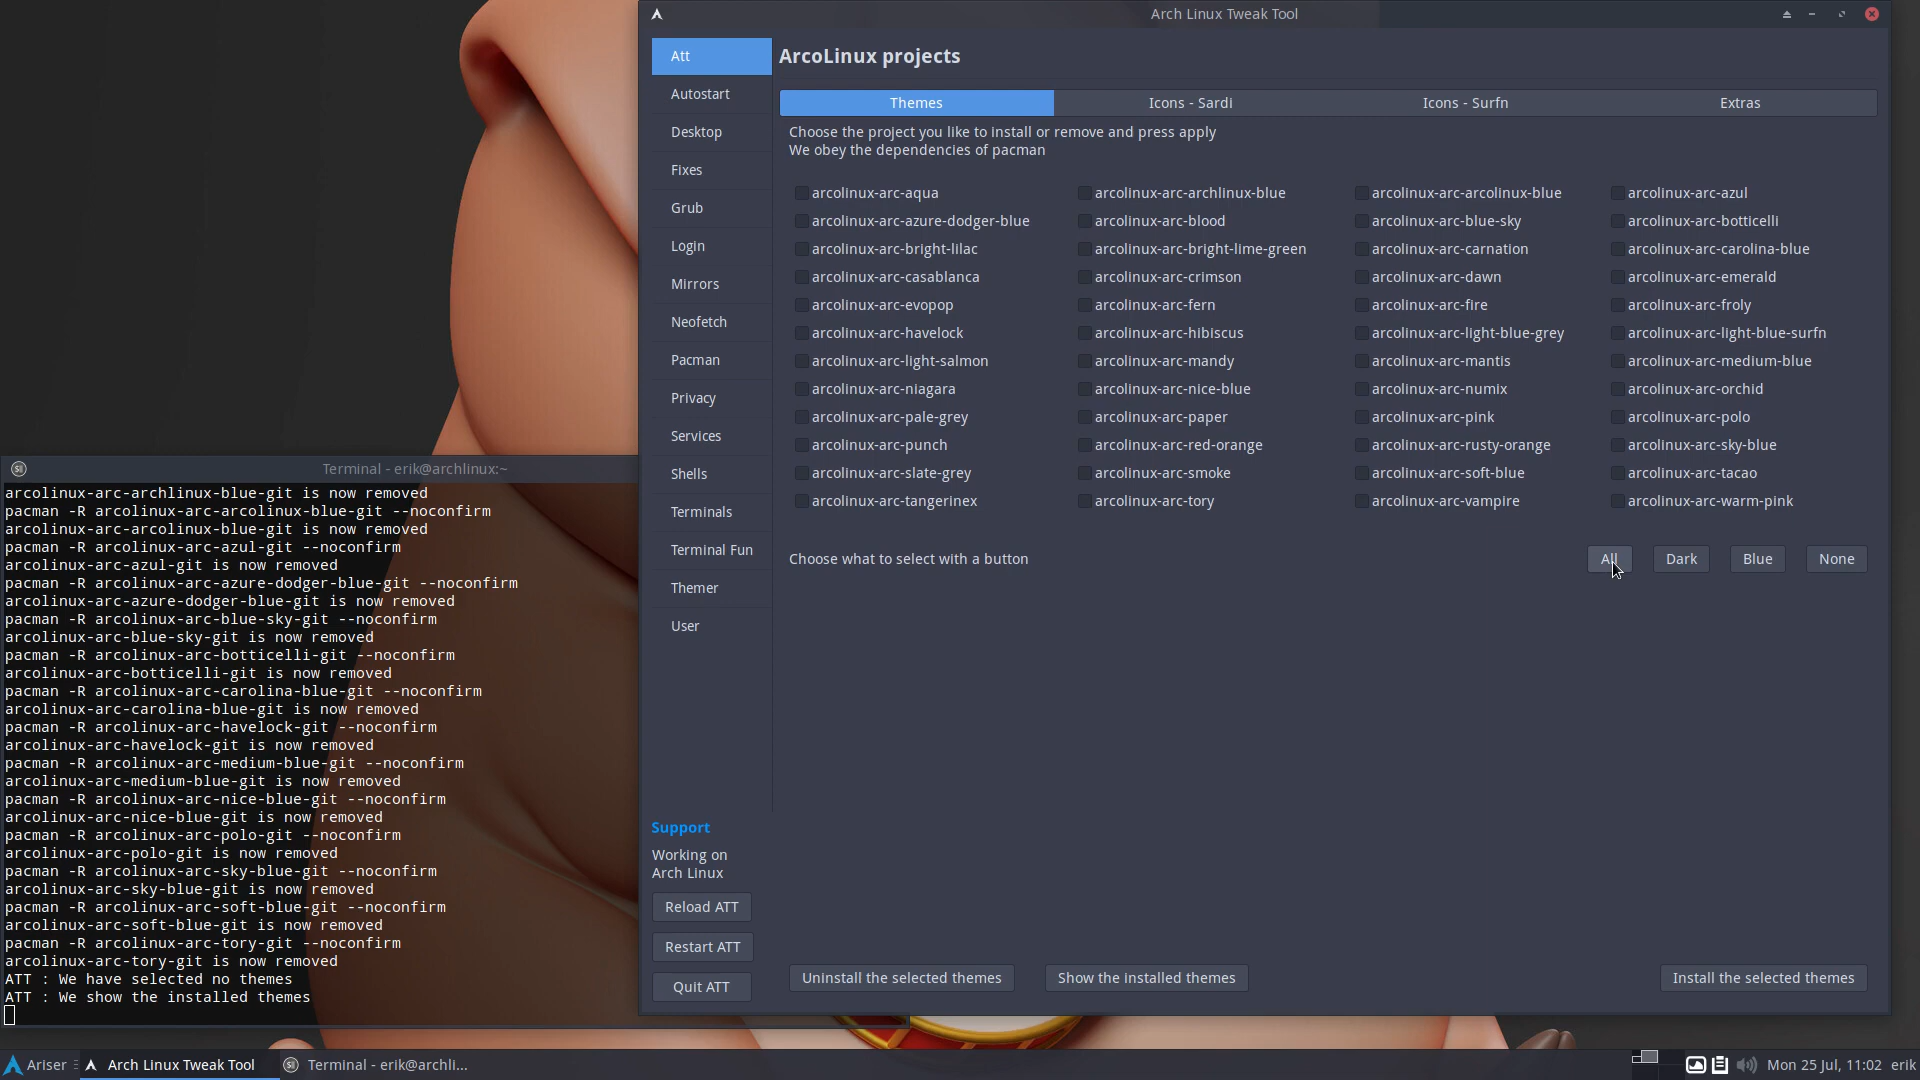 Arch Linux Tweak Tool
Att
Autostart
Desktop
Fixes
Grub
Login
Mirrors
Neofetch
Pacman
Privacy
Services
Shells
Terminals
Terminal Fun
Themer
User
Support
Working on
Arch Linux
Reload ATT
Restart ATT
Quit ATT
ArcoLinux projects
Themes Icons - Sardi Icons - Surfn Extras
Choose the project you like to install or remove and press apply
We obey the dependencies of pacman
arcolinux-arc-aqua arcolinux-arc-archlinux-blue arcolinux-arc-arcolinux-blue arcolinux-arc-azul
arcolinux-arc-azure-dodger-blue arcolinux-arc-blood arcolinux-arc-blue-sky arcolinux-arc-botticelli
arcolinux-arc-bright-lilac arcolinux-arc-bright-lime-green arcolinux-arc-carnation arcolinux-arc-carolina-blue
arcolinux-arc-casablanca arcolinux-arc-crimson arcolinux-arc-dawn arcolinux-arc-emerald
arcolinux-arc-evopop arcolinux-arc-fern arcolinux-arc-fire arcolinux-arc-froly
arcolinux-arc-havelock arcolinux-arc-hibiscus arcolinux-arc-light-blue-grey arcolinux-arc-light-blue-surfn
arcolinux-arc-light-salmon arcolinux-arc-mandy arcolinux-arc-mantis arcolinux-arc-medium-blue
arcolinux-arc-niagara arcolinux-arc-nice-blue arcolinux-arc-numix arcolinux-arc-orchid
arcolinux-arc-pale-grey arcolinux-arc-paper arcolinux-arc-pink arcolinux-arc-polo
arcolinux-arc-punch arcolinux-arc-red-orange arcolinux-arc-rusty-orange arcolinux-arc-sky-blue
arcolinux-arc-slate-grey arcolinux-arc-smoke arcolinux-arc-soft-blue arcolinux-arc-tacao
arcolinux-arc-tangerinex arcolinux-arc-tory arcolinux-arc-vampire arcolinux-arc-warm-pink
Choose what to select with a button All Dark Blue None
Uninstall the selected themes Show the installed themes Install the selected themes
Terminal - erik@archlinux:~
arcolinux-arc-archlinux-blue-git is now removed
pacman -R arcolinux-arc-arcolinux-blue-git --noconfirm
arcolinux-arc-arcolinux-blue-git is now removed
pacman -R arcolinux-arc-azul-git --noconfirm
arcolinux-arc-azul-git is now removed
pacman -R arcolinux-arc-azure-dodger-blue-git --noconfirm
arcolinux-arc-azure-dodger-blue-git is now removed
pacman -R arcolinux-arc-blue-sky-git --noconfirm
arcolinux-arc-blue-sky-git is now removed
pacman -R arcolinux-arc-botticelli-git --noconfirm
arcolinux-arc-botticelli-git is now removed
pacman -R arcolinux-arc-carolina-blue-git --noconfirm
arcolinux-arc-carolina-blue-git is now removed
pacman -R arcolinux-arc-havelock-git --noconfirm
arcolinux-arc-havelock-git is now removed
pacman -R arcolinux-arc-medium-blue-git --noconfirm
arcolinux-arc-medium-blue-git is now removed
pacman -R arcolinux-arc-nice-blue-git --noconfirm
arcolinux-arc-nice-blue-git is now removed
pacman -R arcolinux-arc-polo-git --noconfirm
arcolinux-arc-polo-git is now removed
pacman -R arcolinux-arc-sky-blue-git --noconfirm
arcolinux-arc-sky-blue-git is now removed
pacman -R arcolinux-arc-soft-blue-git --noconfirm
arcolinux-arc-soft-blue-git is now removed
pacman -R arcolinux-arc-tory-git --noconfirm
arcolinux-arc-tory-git is now removed
ATT : We have selected no themes
ATT : We show the installed themes
Ariser Arch Linux Tweak Tool Terminal - erik@archli... Mon 25 Jul, 11:02 erik